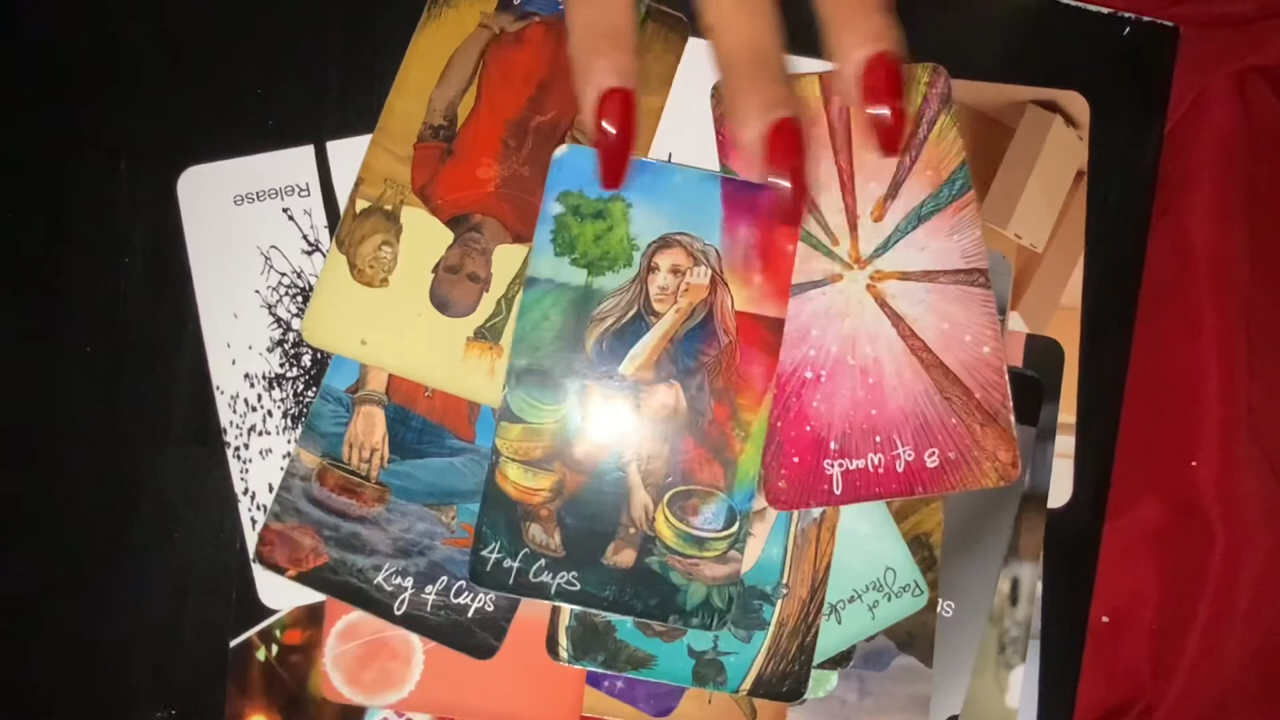 Release
8 of Wands
King of Cups
4 of Cups
Page of
Pentacles